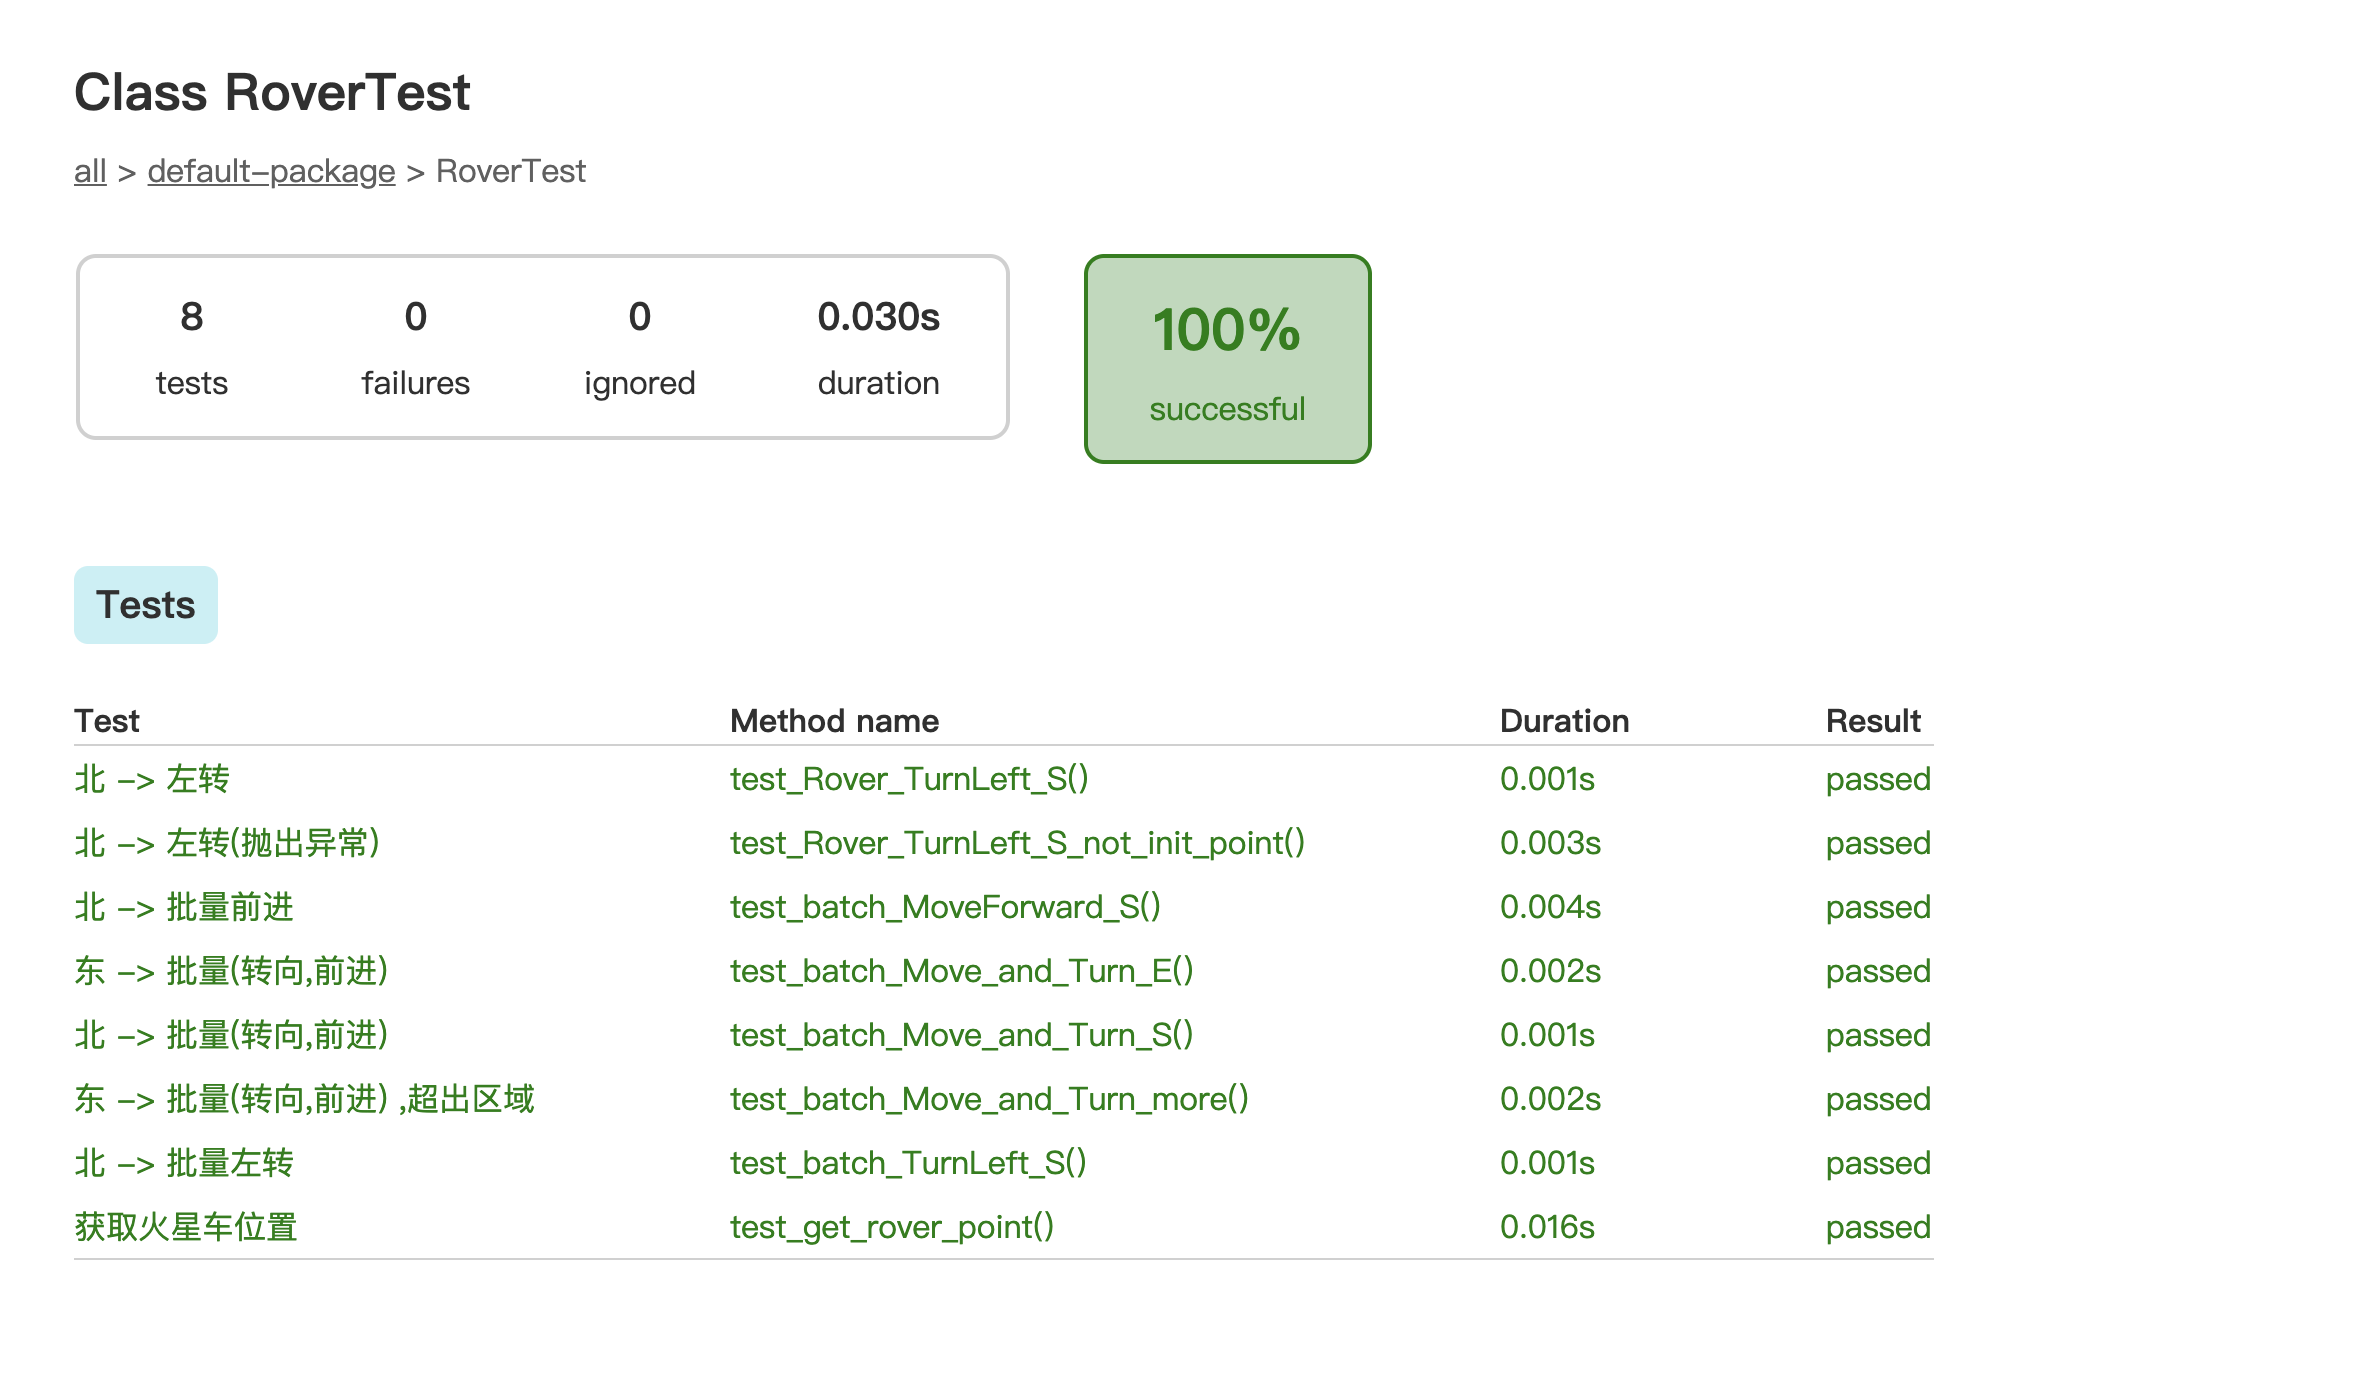 Class RoverTest
all > default-package > RoverTest
8 0 0 0.030s
tests failures ignored duration
100%
successful
Tests
Test Method name Duration Result
北 -> 左转 test_Rover_TurnLeft_S() 0.001s passed
北 -> 左转(抛出异常) test_Rover_TurnLeft_S_not_init_point() 0.003s passed
北 -> 批量前进 test_batch_MoveForward_S() 0.004s passed
东 -> 批量(转向,前进) test_batch_Move_and_Turn_E() 0.002s passed
北 -> 批量(转向,前进) test_batch_Move_and_Turn_S() 0.001s passed
东 -> 批量(转向,前进) ,超出区域 test_batch_Move_and_Turn_more() 0.002s passed
北 -> 批量左转 test_batch_TurnLeft_S() 0.001s passed
获取火星车位置 test_get_rover_point() 0.016s passed